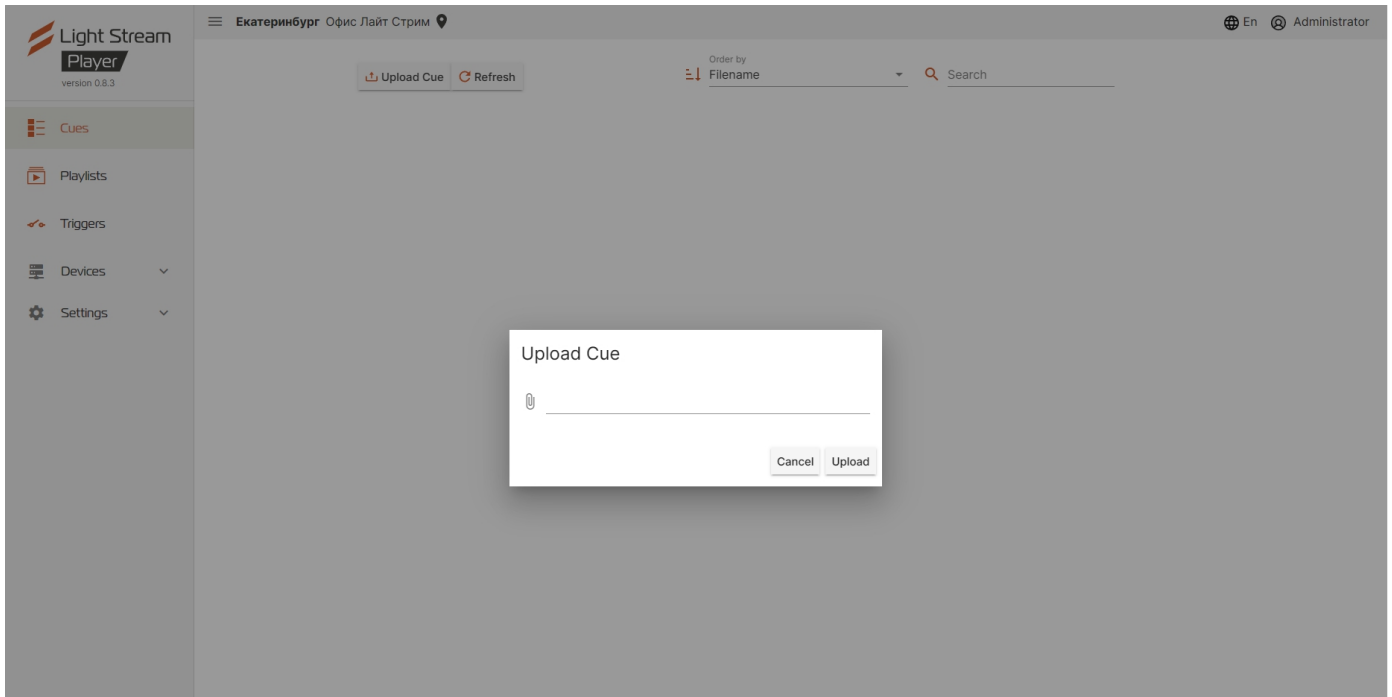 Light Stream
Player
version 0.8.3
Екатеринбург Офис Лайт Стрим
En Administrator
Upload Cue Refresh
Order by
Filename
Search
Cues
Playlists
Triggers
Devices
Settings
Upload Cue
Cancel Upload